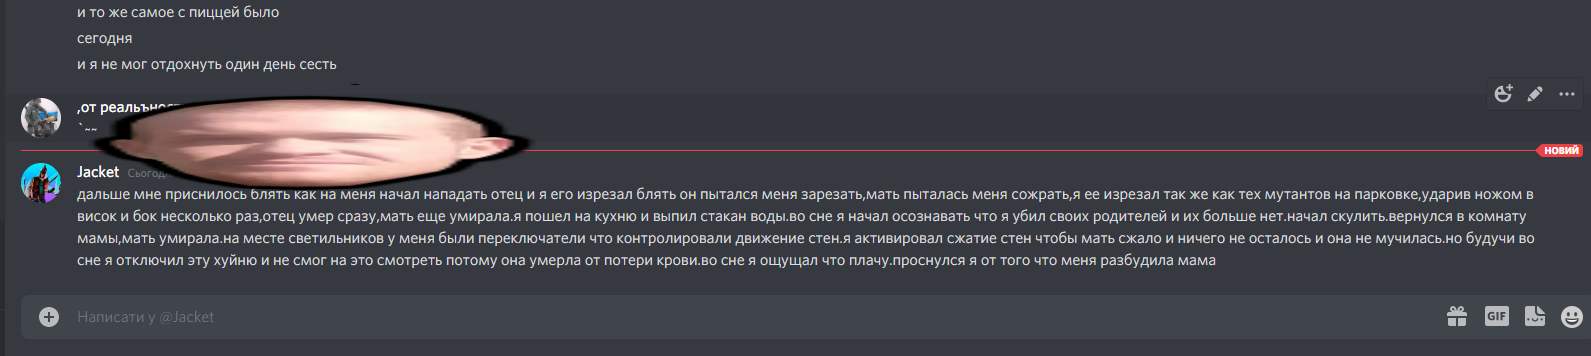 и то же самое с пиццей было
сегодня
и я не мог отдохнуть один день сесть
,от реальъност
`~~
НОВИЙ
Jacket Сьогодн
дальше мне приснилось блять как на меня начал нападать отец и я его изрезал блять он пытался меня зарезать,мать пыталась меня сожрать,я ее изрезал так же как тех мутантов на парковке,ударив ножом в
висок и бок несколько раз,отец умер сразу,мать еще умирала.я пошел на кухню и выпил стакан воды.во сне я начал осознавать что я убил своих родителей и их больше нет.начал скулить.вернулся в комнату
мамы,мать умирала.на месте светильников у меня были переключатели что контролировали движение стен.я активировал сжатие стен чтобы мать сжало и ничего не осталось и она не мучилась.но будучи во
сне я отключил эту хуйню и не смог на это смотреть потому она умерла от потери крови.во сне я ощущал что плачу.проснулся я от того что меня разбудила мама
Написати у @Jacket
GIF